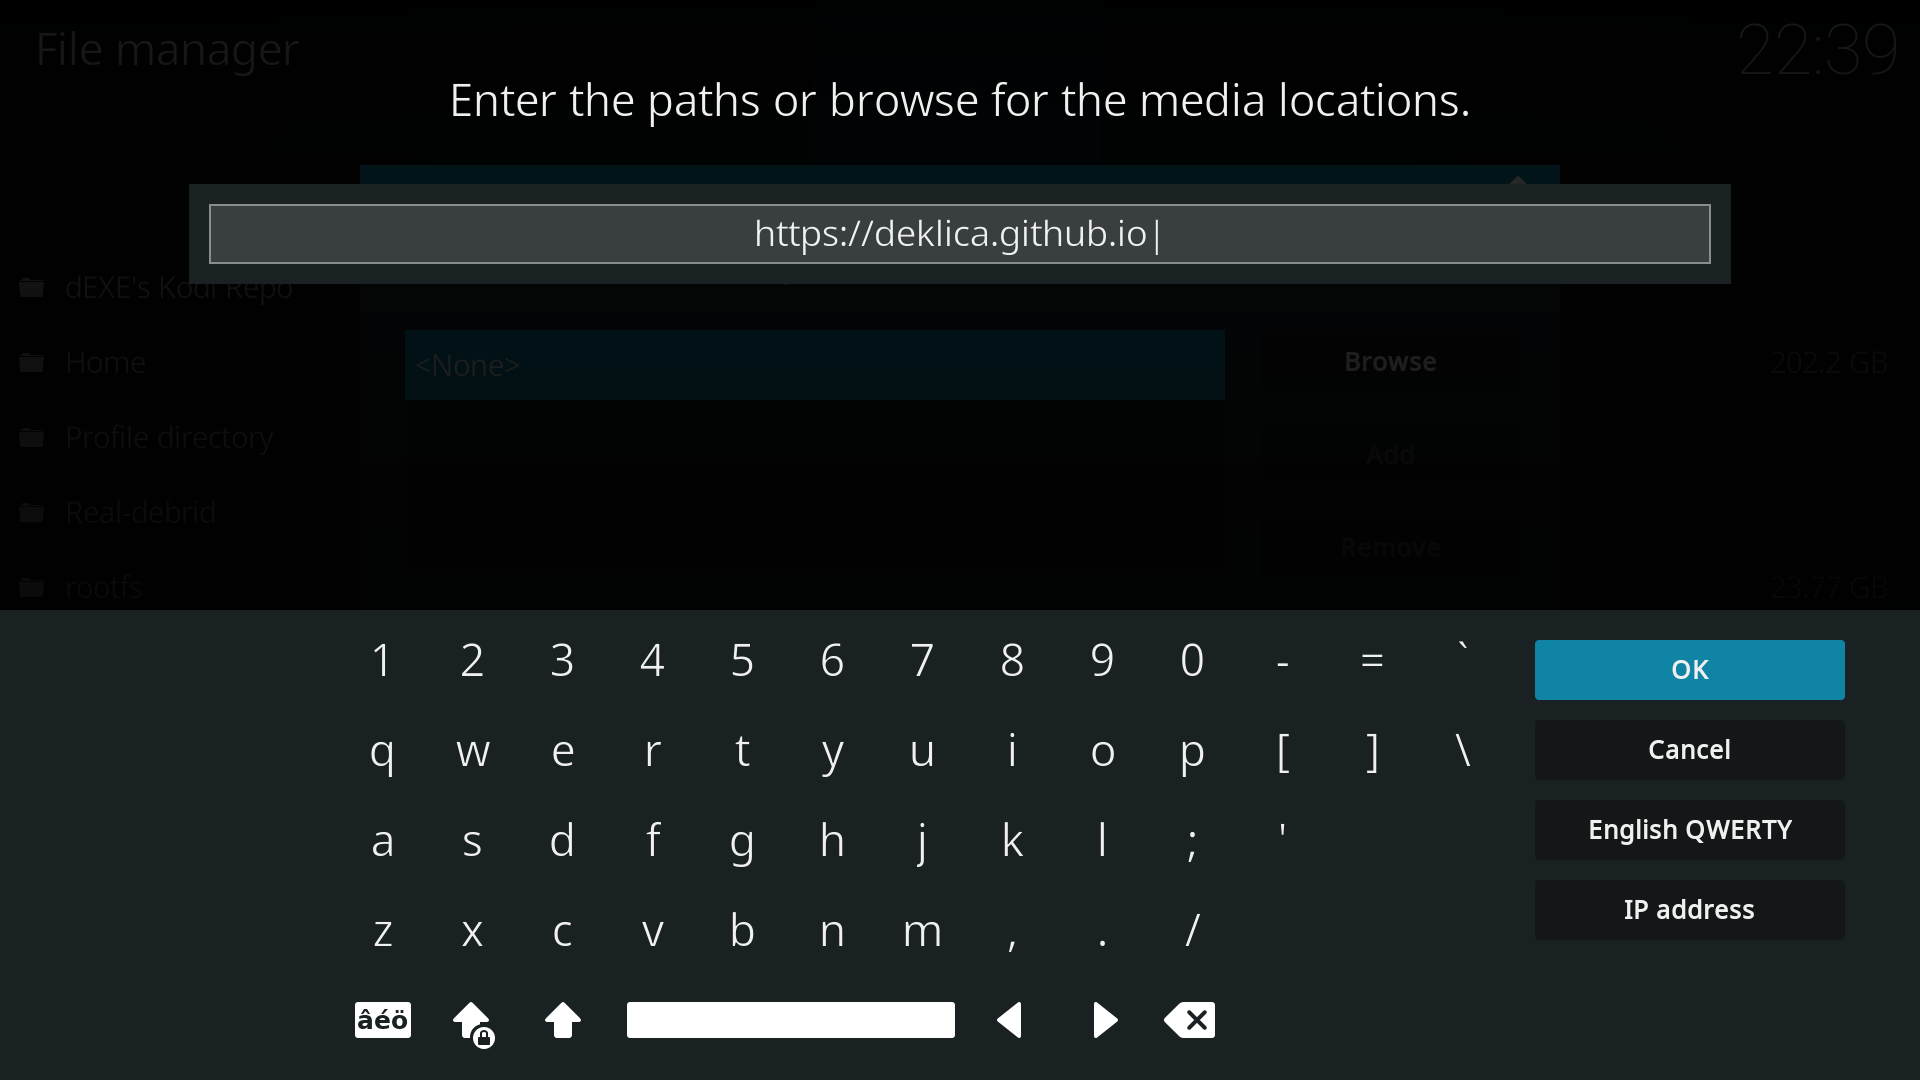 File manager
22:39
Enter the paths or browse for the media locations.
https://deklica.github.io
dEXE's Kodi Repo
<None>
Browse
Home
202.2 GB
Profile directory
Add
Real-debrid
Remove
rootfs
23.77 GB
1 2 3 4 5 6 7 8 9 0 - = `
OK
q w e r t y u i o p [ ] \
Cancel
a s d f g h j k l ; '
English QWERTY
z x c v b n m , . /
IP address
âéö